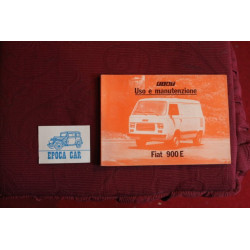 FIAT
Uso e manutenzione
Fiat 900 E
EPOCA CAR